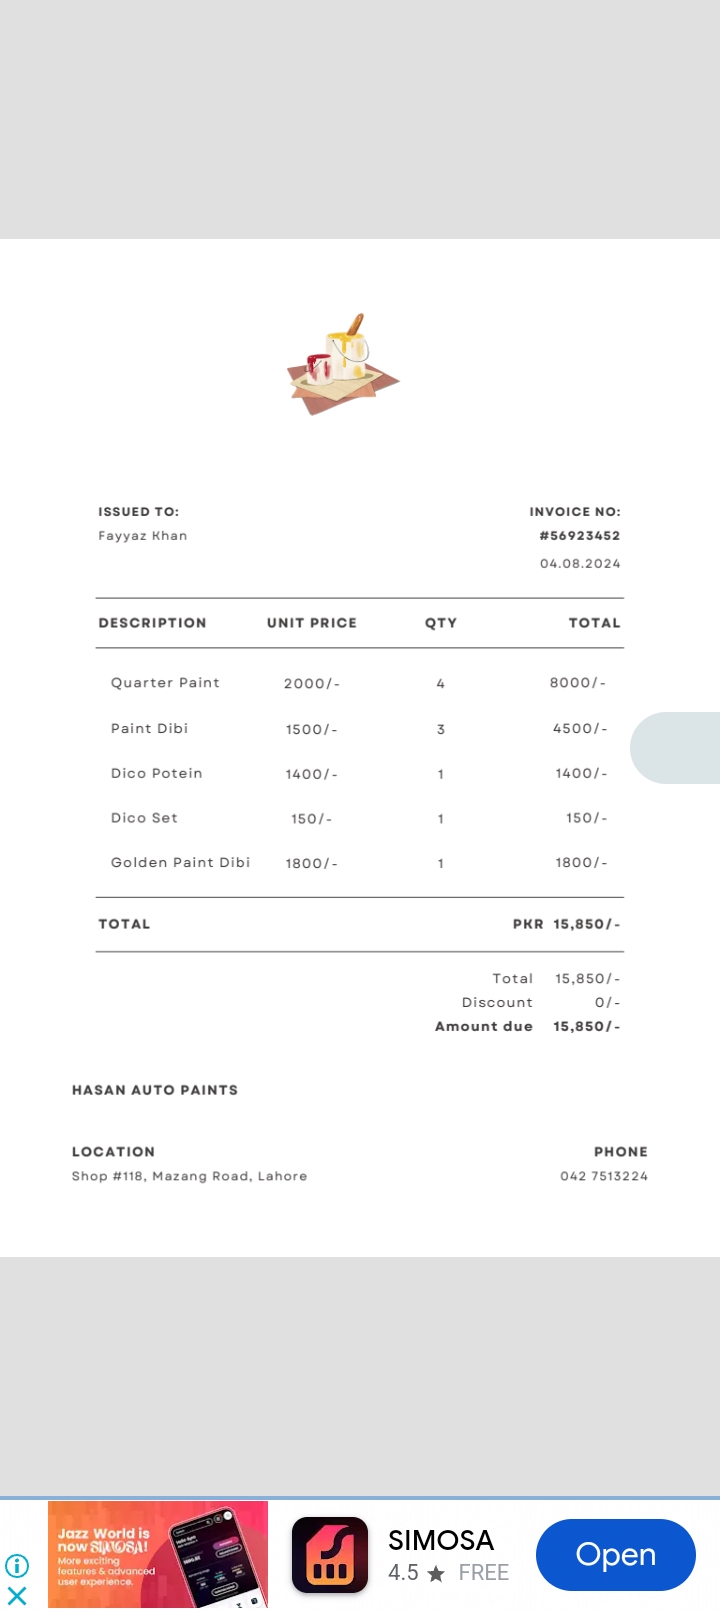 ISSUED TO:
Fayyaz Khan
INVOICE NO:
#56923452
04.08.2024
DESCRIPTION UNIT PRICE QTY TOTAL
Quarter Paint 2000/- 4 8000/-
Paint Dibi 1500/- 3 4500/-
Dico Potein 1400/- 1 1400/-
Dico Set 150/- 1 150/-
Golden Paint Dibi 1800/- 1 1800/-
TOTAL PKR 15,850/-
Total 15,850/-
Discount 0/-
Amount due 15,850/-
HASAN AUTO PAINTS
LOCATION
Shop #118, Mazang Road, Lahore
PHONE
042 7513224
Jazz World is
now SIMOSA!
More exciting
features & advanced
user experience.
SIMOSA
4.5 ★ FREE
Open